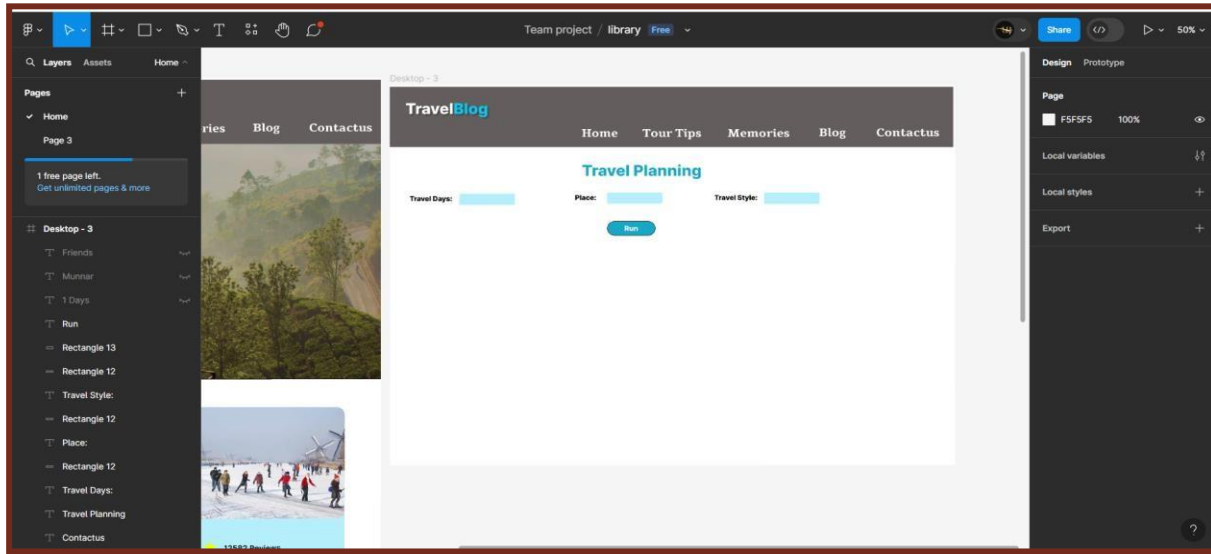 Team project / library Free
Share
50%
Layers Assets Home
Pages
Home
Page 3
1 free page left.
Get unlimited pages & more
Desktop - 3
Friends
Munnar
1 Days
Run
Rectangle 13
Rectangle 12
Travel Style:
Rectangle 12
Place:
Rectangle 12
Travel Days:
Travel Planning
Contactus
ries Blog Contactus
12582 Reviews
Desktop - 3
TravelBlog
Home Tour Tips Memories Blog Contactus
Travel Planning
Travel Days: Place: Travel Style:
Run
Design Prototype
Page
F5F5F5 100%
Local variables
Local styles
Export
?